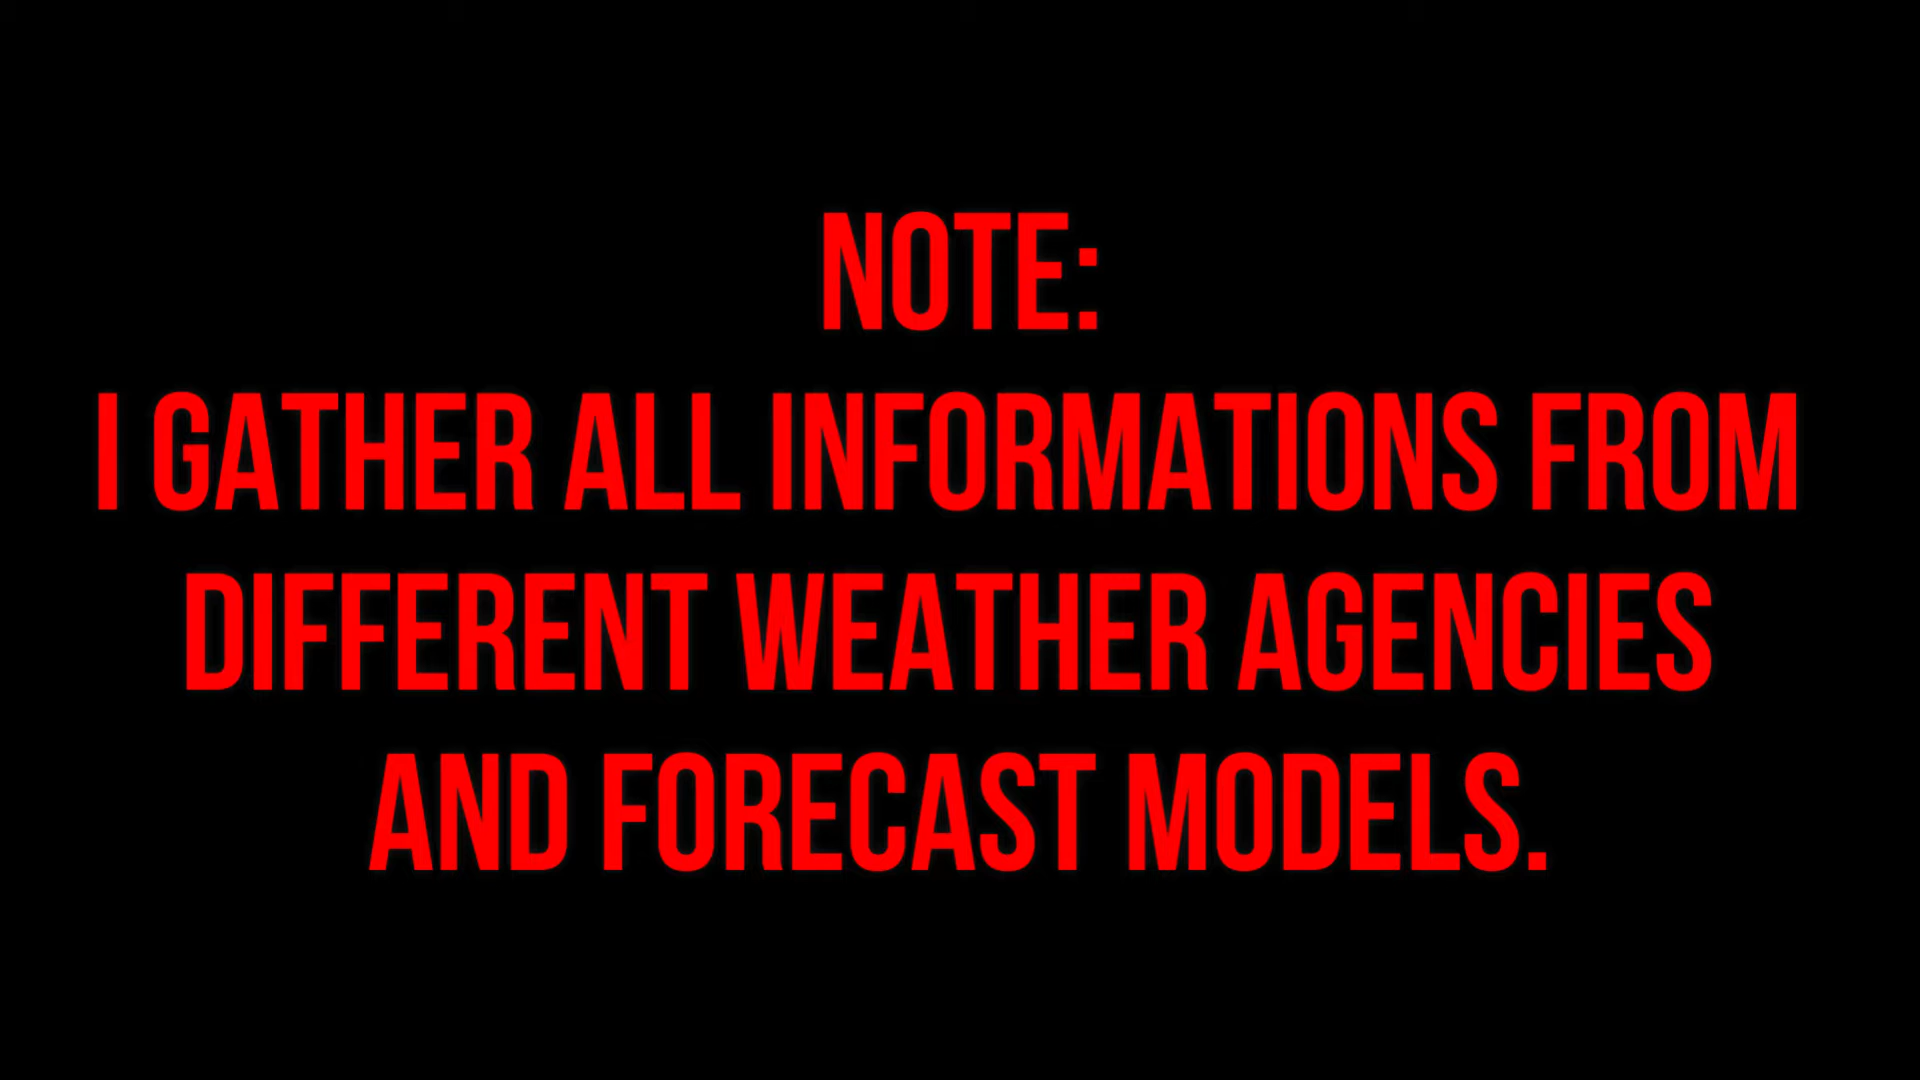 NOTE:
I GATHER ALL INFORMATIONS FROM
DIFFERENT WEATHER AGENCIES
AND FORECAST MODELS.